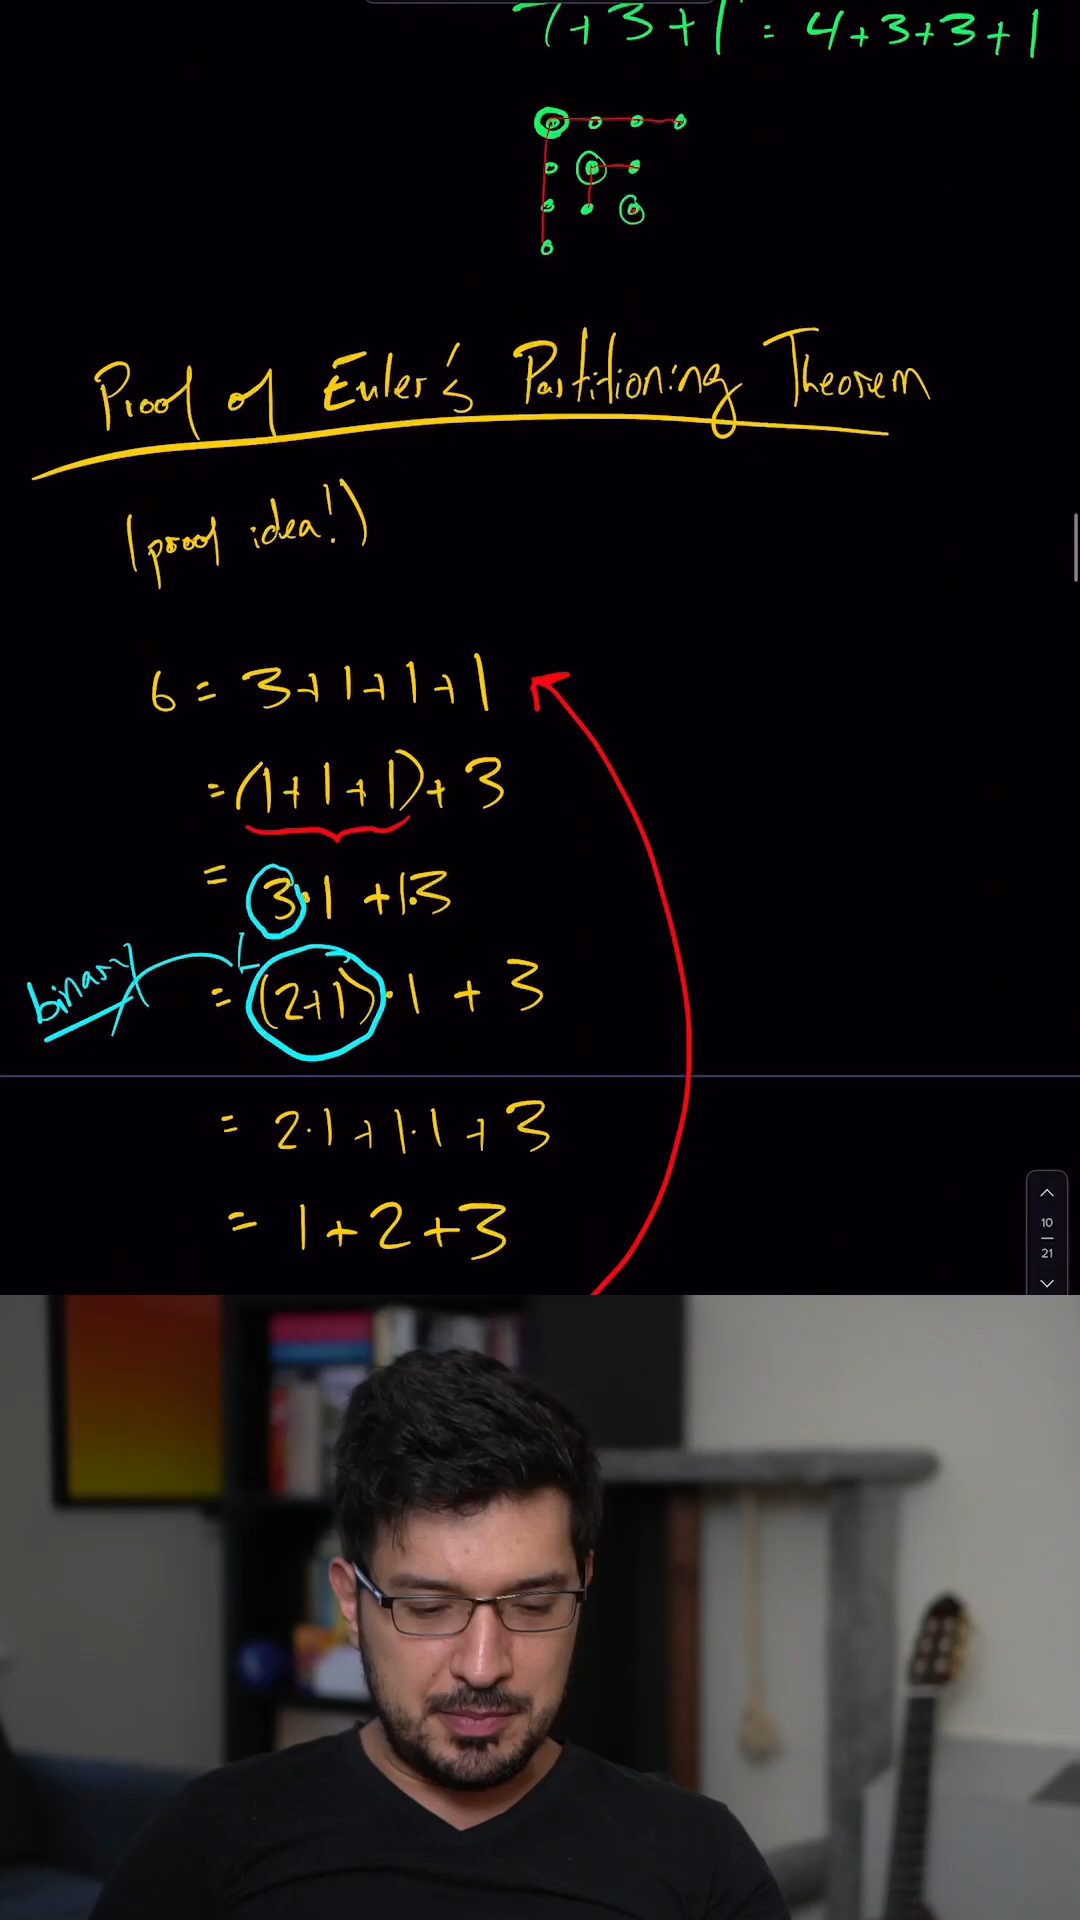 7+3+1 = 4+3+3+1
Proof of Euler's Partitioning Theorem
(proof idea!)
6 = 3+1+1+1
= (1+1+1)+3
= 3·1 +1·3
binary
= (2+1)·1 + 3
= 2·1+1·1+3
= 1+2+3
10
21